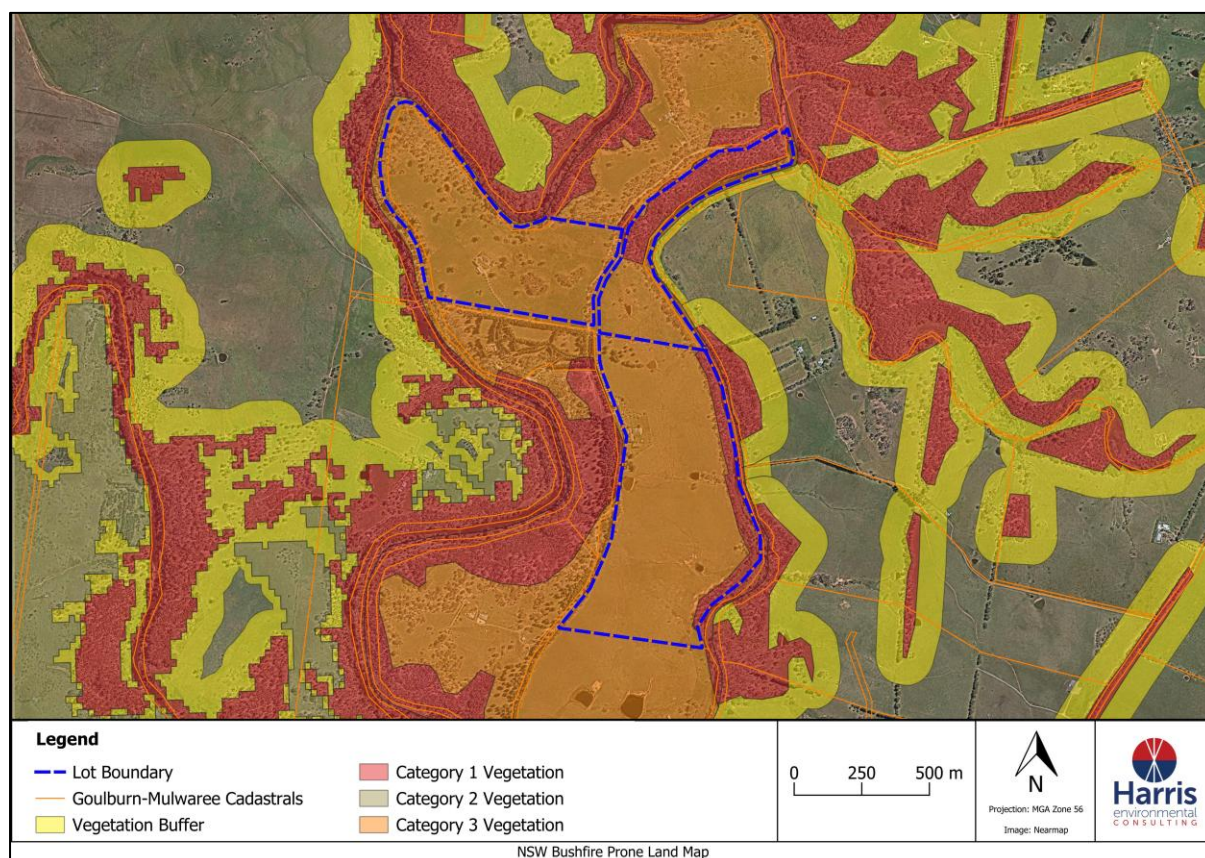 Legend
Lot Boundary
Goulburn-Mulwaree Cadastrals
Vegetation Buffer
Category 1 Vegetation
Category 2 Vegetation
Category 3 Vegetation
0 250 500 m
N
Projection: MGA Zone 56
Image: Nearmap
Harris
environmental
CONSULTING
NSW Bushfire Prone Land Map